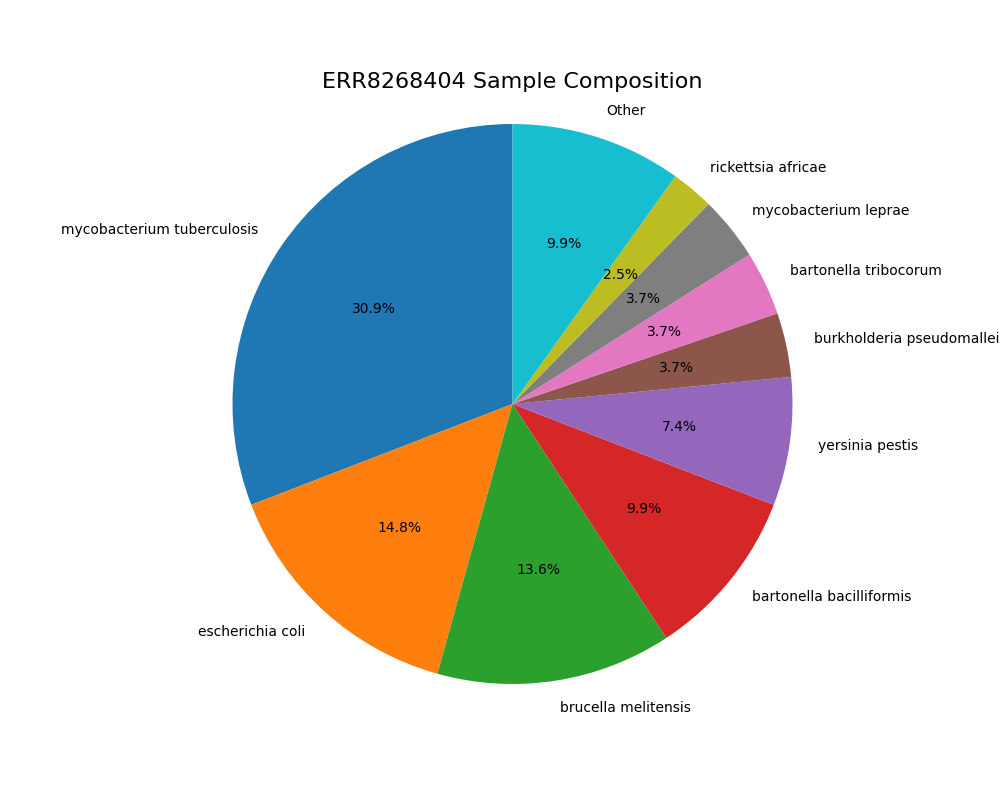 ERR8268404 Sample Composition
Other
rickettsia africae
mycobacterium leprae
mycobacterium tuberculosis
9.9%
bartonella tribocorum
2.5%
3.7%
30.9%
3.7%
burkholderia pseudomallei
3.7%
7.4%
yersinia pestis
9.9%
14.8%
13.6%
bartonella bacilliformis
escherichia coli
brucella melitensis